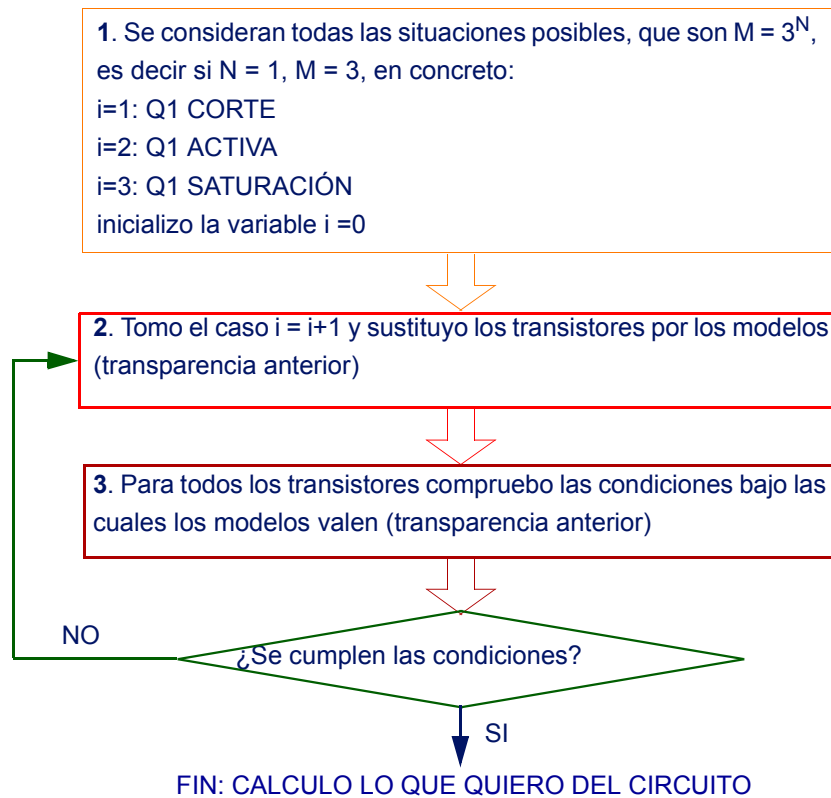 1. Se consideran todas las situaciones posibles, que son M = 3^N,
es decir si N = 1, M = 3, en concreto:
i=1: Q1 CORTE
i=2: Q1 ACTIVA
i=3: Q1 SATURACIÓN
inicializo la variable i =0
2. Tomo el caso i = i+1 y sustituyo los transistores por los modelos
(transparencia anterior)
3. Para todos los transistores compruebo las condiciones bajo las
cuales los modelos valen (transparencia anterior)
NO
¿Se cumplen las condiciones?
SI
FIN: CALCULO LO QUE QUIERO DEL CIRCUITO